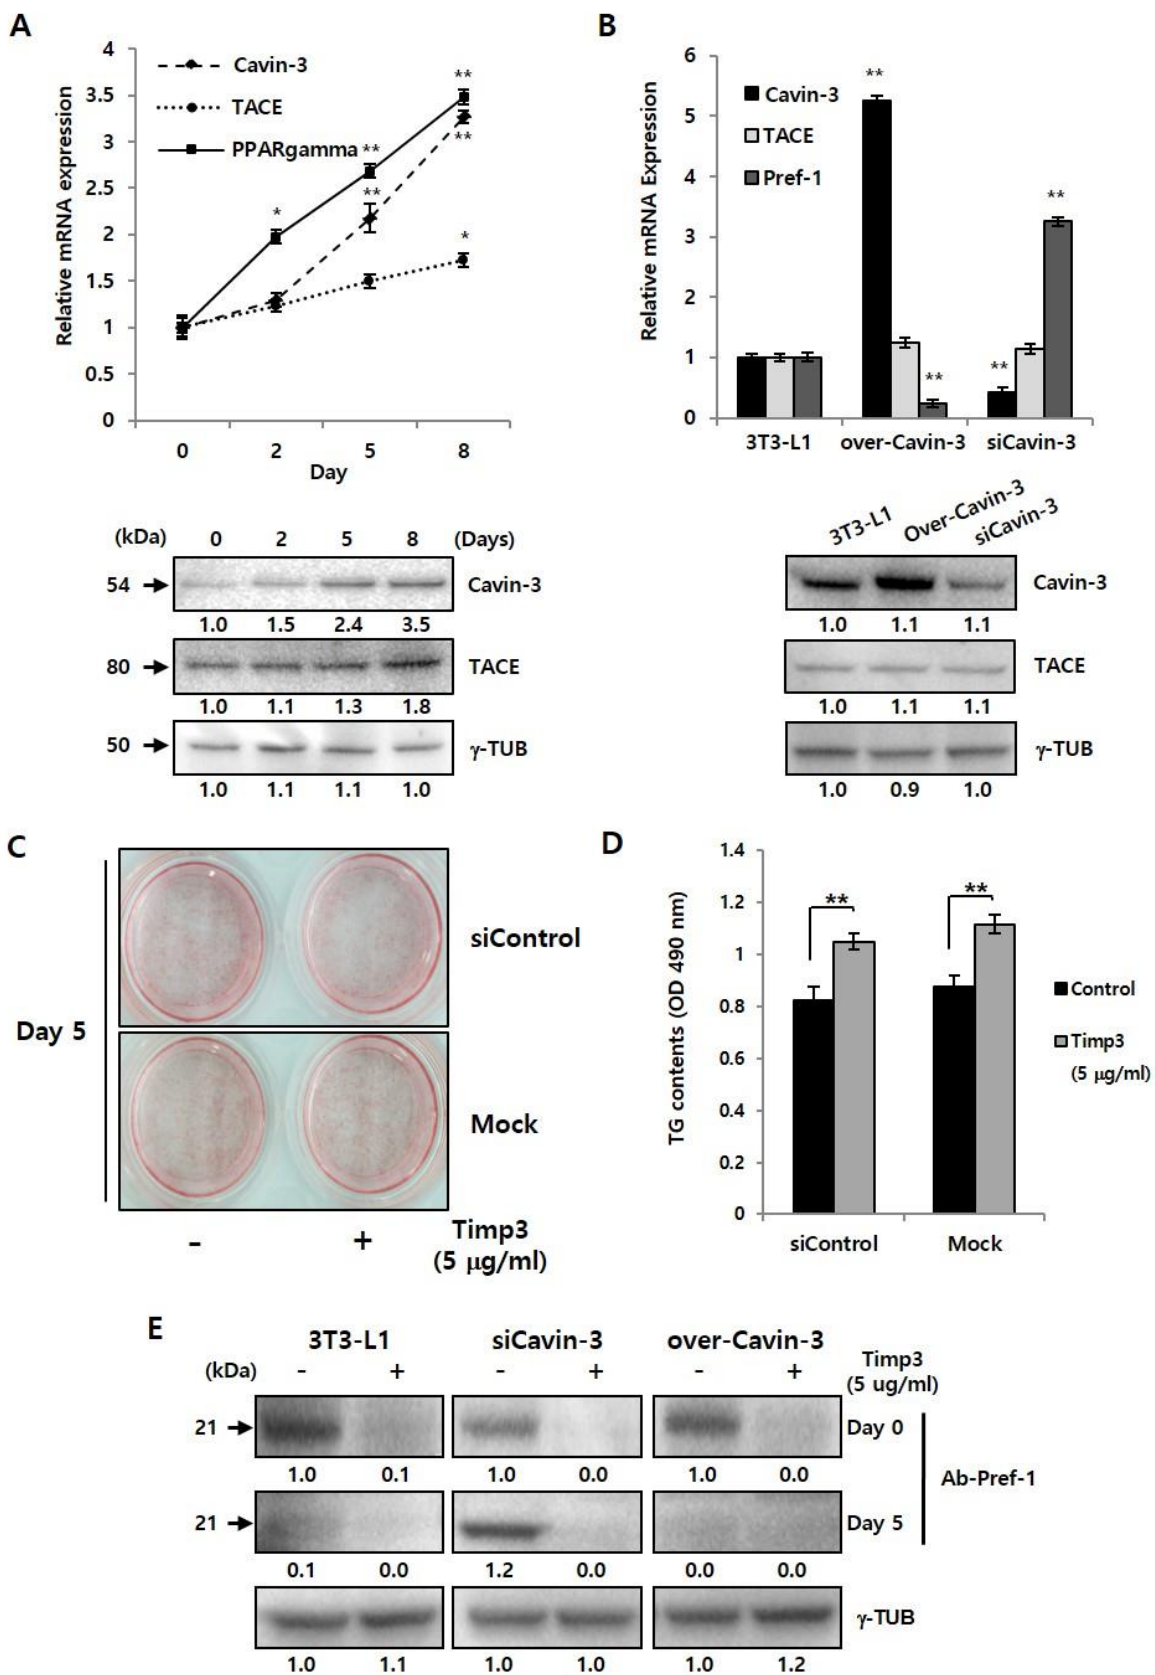 A
Relative mRNA expression
4
3.5
3
2.5
2
1.5
1
0.5
0
Cavin-3
TACE
PPARgamma
*
**
**
**
**
*
0 2 5 8
Day
(kDa) 0 2 5 8 (Days)
54 Cavin-3
1.0 1.5 2.4 3.5
80 TACE
1.0 1.1 1.3 1.8
50 γ-TUB
1.0 1.1 1.1 1.0
B
Relative mRNA Expression
6
5
4
3
2
1
0
Cavin-3
TACE
Pref-1
**
**
**
**
3T3-L1 over-Cavin-3 siCavin-3
3T3-L1 Over-Cavin-3 siCavin-3
Cavin-3
1.0 1.1 1.1
TACE
1.0 1.1 1.1
γ-TUB
1.0 0.9 1.0
C
Day 5
siControl
Mock
- + Timp3
(5 μg/ml)
D
TG contents (OD 490 nm)
1.4
1.2
1
0.8
0.6
0.4
0.2
0
**
**
Control
Timp3
(5 μg/ml)
siControl Mock
E
3T3-L1 siCavin-3 over-Cavin-3
(kDa) - + - + - + Timp3
(5 ug/ml)
21 Day 0
1.0 0.1 1.0 0.0 1.0 0.0
Ab-Pref-1
21 Day 5
0.1 0.0 1.2 0.0 0.0 0.0
γ-TUB
1.0 1.1 1.0 1.0 1.0 1.2